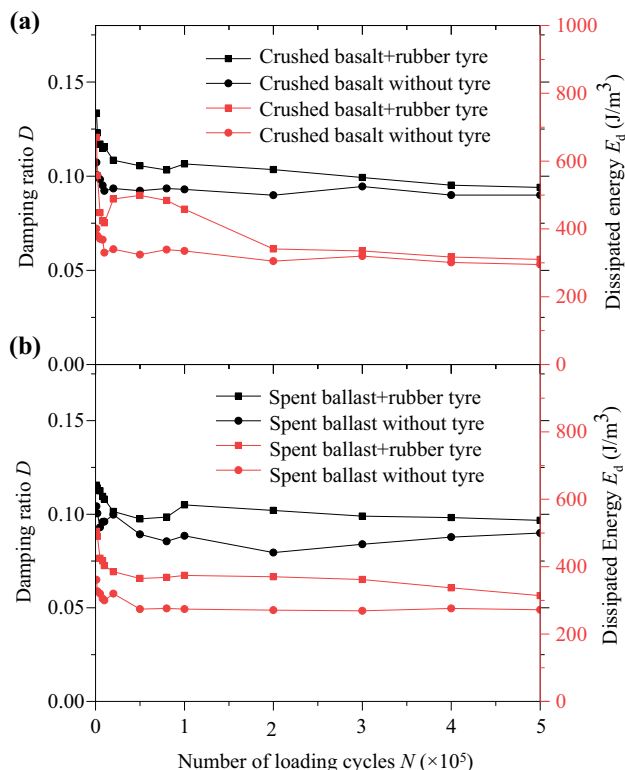 (a)
Crushed basalt+rubber tyre
Crushed basalt without tyre
Crushed basalt+rubber tyre
Crushed basalt without tyre
Damping ratio D
0.15
0.10
0.05
0.00
Dissipated energy E_d (J/m³)
1000
800
600
400
200
0
(b)
Spent ballast+rubber tyre
Spent ballast without tyre
Spent ballast+rubber tyre
Spent ballast without tyre
Damping ratio D
0.15
0.10
0.05
0.00
Dissipated Energy E_d (J/m³)
800
600
400
200
0
0 1 2 3 4 5
Number of loading cycles N (×10⁵)